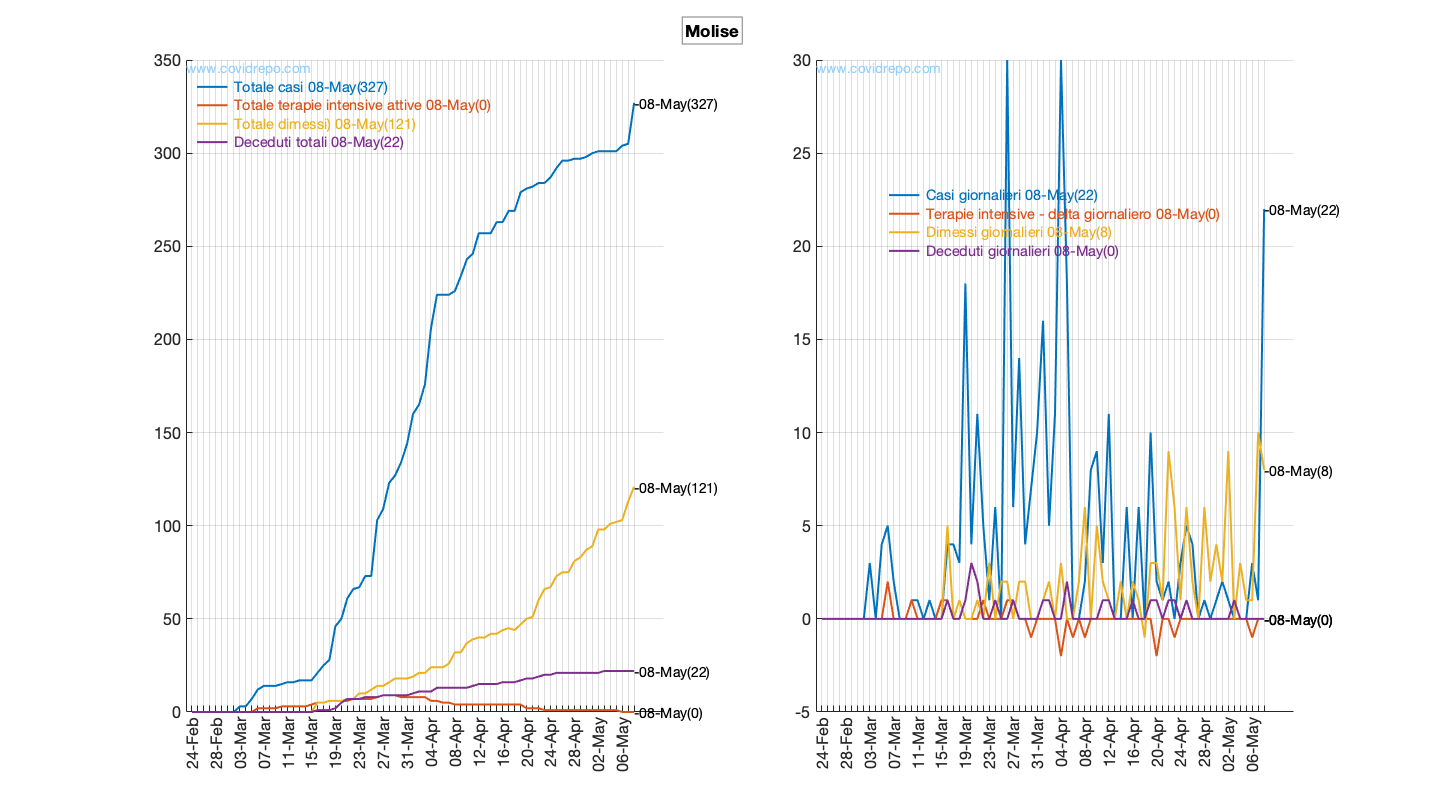 Molise
350
300
250
200
150
100
50
0
www.covidrepo.com
Totale casi 08-May(327)
Totale terapie intensive attive 08-May(0)
Totale dimessi) 08-May(121)
Deceduti totali 08-May(22)
08-May(327)
08-May(121)
08-May(22)
08-May(0)
24-Feb
28-Feb
03-Mar
07-Mar
11-Mar
15-Mar
19-Mar
23-Mar
27-Mar
31-Mar
04-Apr
08-Apr
12-Apr
16-Apr
20-Apr
24-Apr
28-Apr
02-May
06-May
30
25
20
15
10
5
0
-5
www.covidrepo.com
Casi giornalieri 08-May(22)
Terapie intensive - delta giornaliero 08-May(0)
Dimessi giornalieri 08-May(8)
Deceduti giornalieri 08-May(0)
08-May(22)
08-May(8)
08-May(0)
24-Feb
28-Feb
03-Mar
07-Mar
11-Mar
15-Mar
19-Mar
23-Mar
27-Mar
31-Mar
04-Apr
08-Apr
12-Apr
16-Apr
20-Apr
24-Apr
28-Apr
02-May
06-May